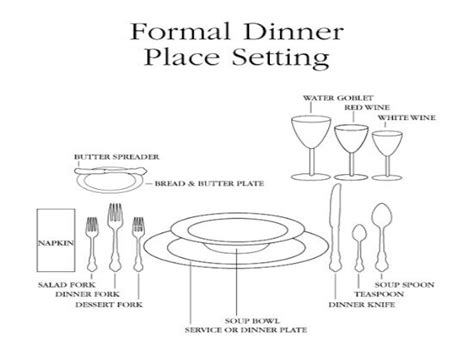 Formal Dinner
Place Setting
WATER GOBLET
RED WINE
WHITE WINE
BUTTER SPREADER
BREAD & BUTTER PLATE
NAPKIN
SALAD FORK
DINNER FORK
DESSERT FORK
SOUP BOWL
SERVICE OR DINNER PLATE
SOUP SPOON
TEASPOON
DINNER KNIFE